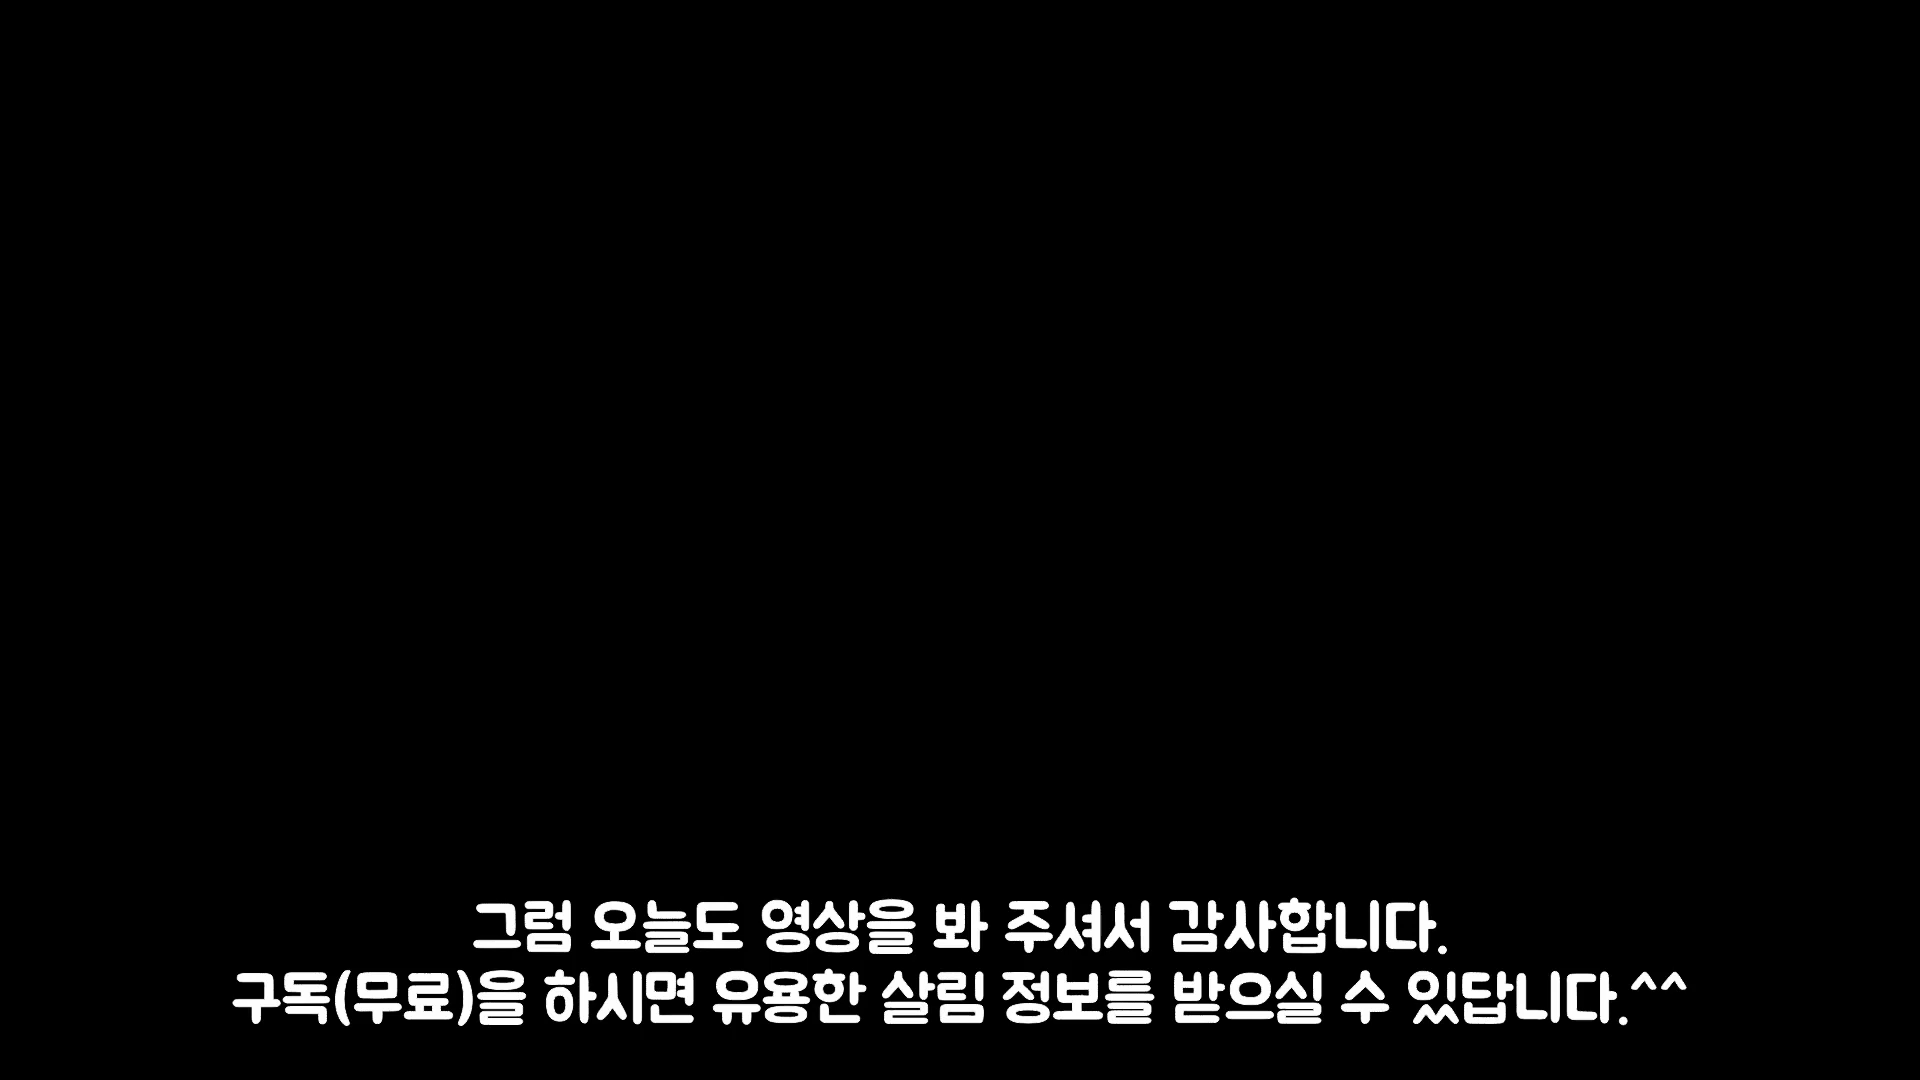 그럼 오늘도 영상을 봐 주셔서 감사합니다.
구독(무료)을 하시면 유용한 살림 정보를 받으실 수 있답니다.^^